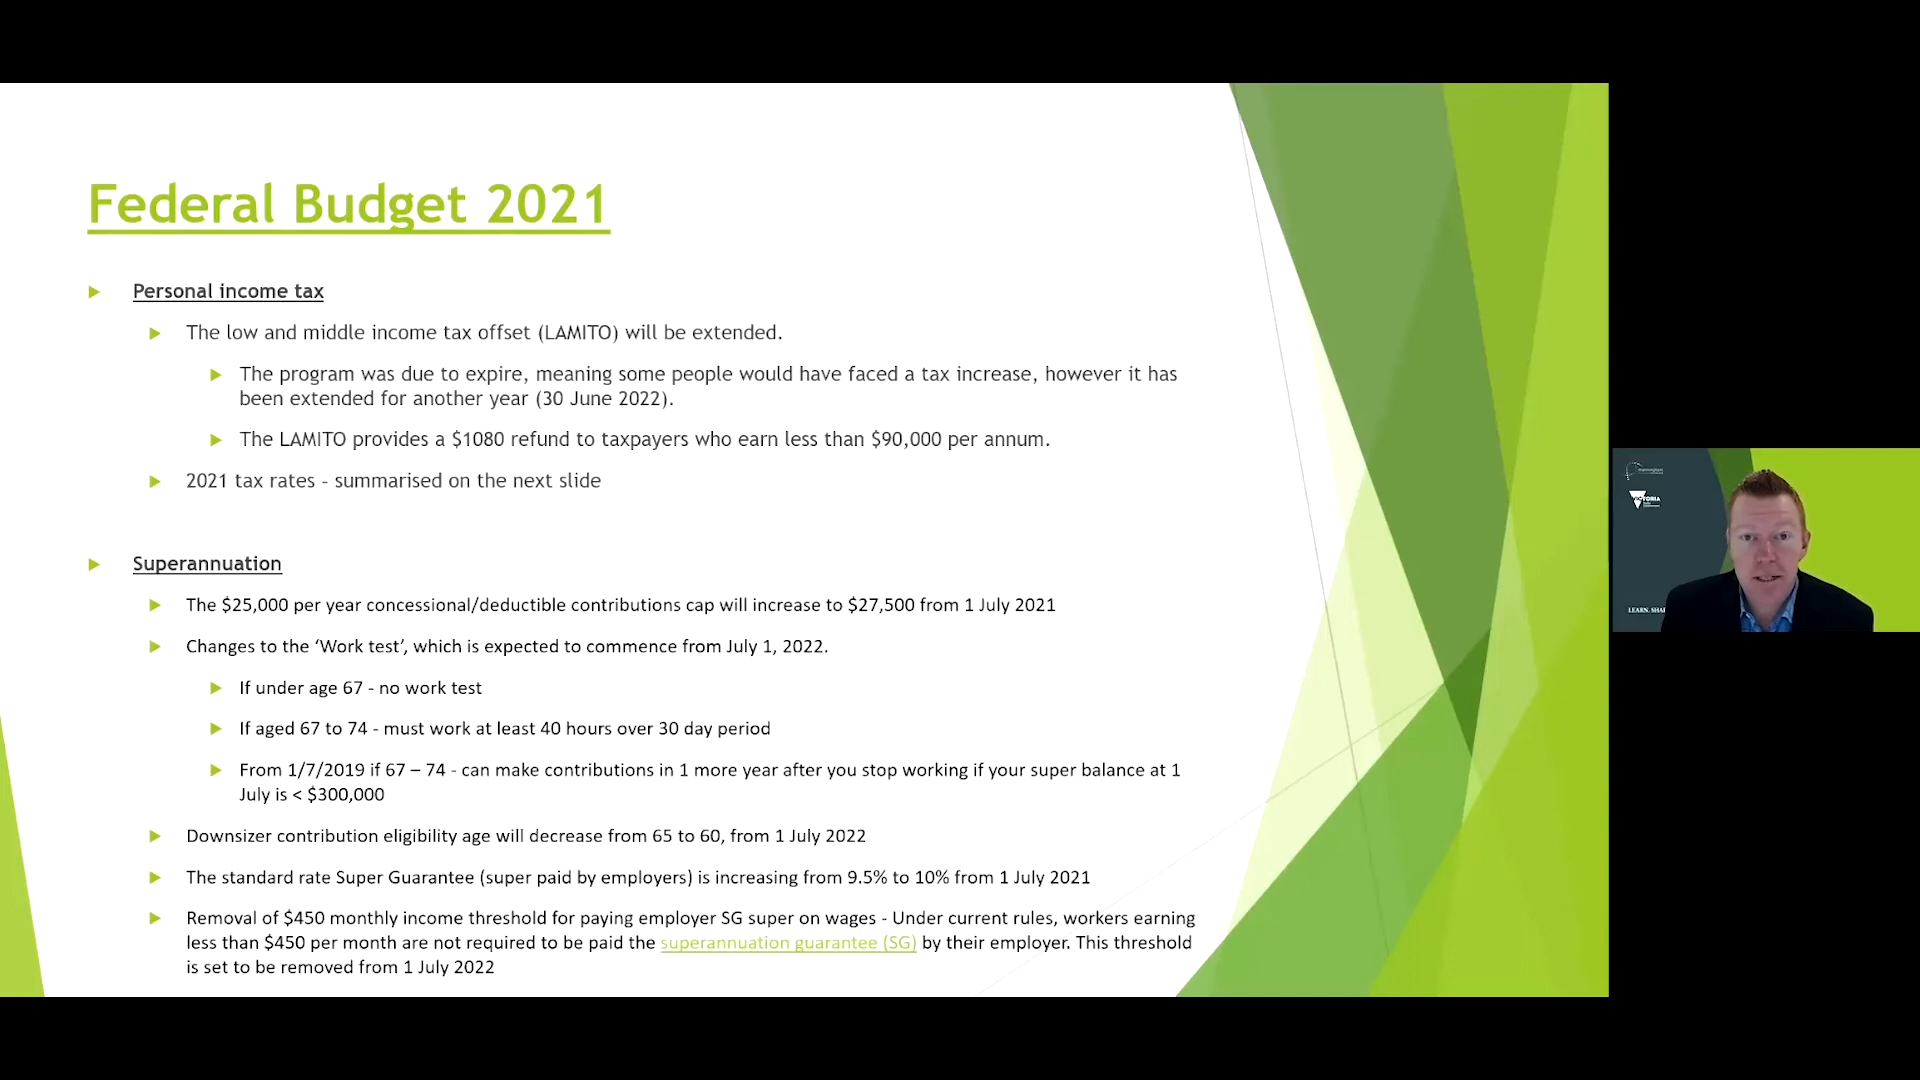 Federal Budget 2021
Personal income tax
The low and middle income tax offset (LAMITO) will be extended.
The program was due to expire, meaning some people would have faced a tax increase, however it has
been extended for another year (30 June 2022).
The LAMITO provides a $1080 refund to taxpayers who earn less than $90,000 per annum.
2021 tax rates - summarised on the next slide
Superannuation
The $25,000 per year concessional/deductible contributions cap will increase to $27,500 from 1 July 2021
Changes to the ‘Work test’, which is expected to commence from July 1, 2022.
If under age 67 - no work test
If aged 67 to 74 - must work at least 40 hours over 30 day period
From 1/7/2019 if 67 – 74 - can make contributions in 1 more year after you stop working if your super balance at 1
July is < $300,000
Downsizer contribution eligibility age will decrease from 65 to 60, from 1 July 2022
The standard rate Super Guarantee (super paid by employers) is increasing from 9.5% to 10% from 1 July 2021
Removal of $450 monthly income threshold for paying employer SG super on wages - Under current rules, workers earning
less than $450 per month are not required to be paid the superannuation guarantee (SG) by their employer. This threshold
is set to be removed from 1 July 2022
VICTORIA
LEARN. SHA